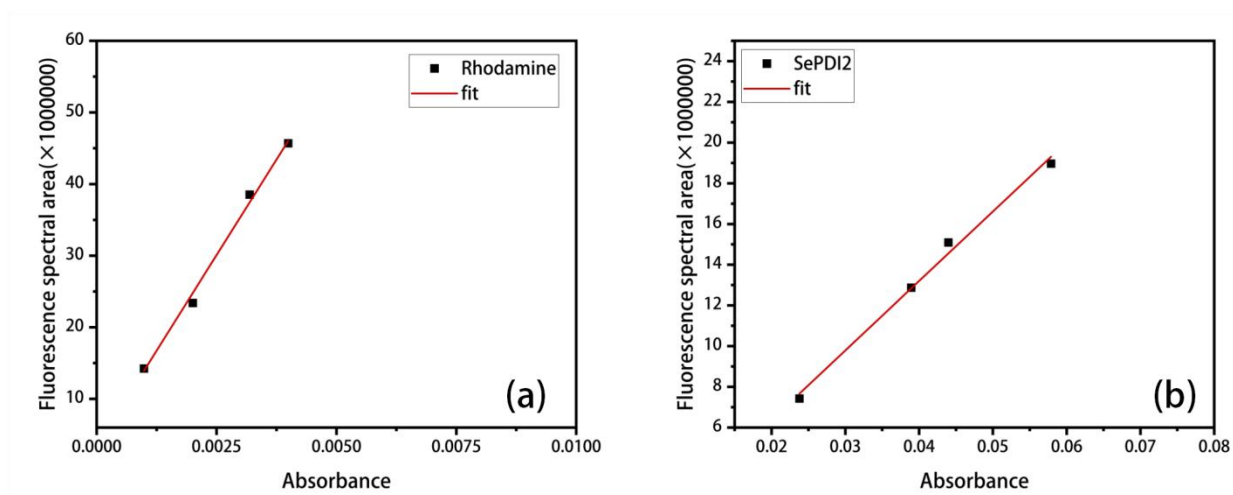 60
50
40
30
20
10
0.0000
0.0025
0.0050
0.0075
0.0100
Fluorescence spectral area(×1000000)
Absorbance
Rhodamine
fit
(a)
24
22
20
18
16
14
12
10
8
6
0.02
0.03
0.04
0.05
0.06
0.07
0.08
Fluorescence spectral area(×1000000)
Absorbance
SePDI2
fit
(b)